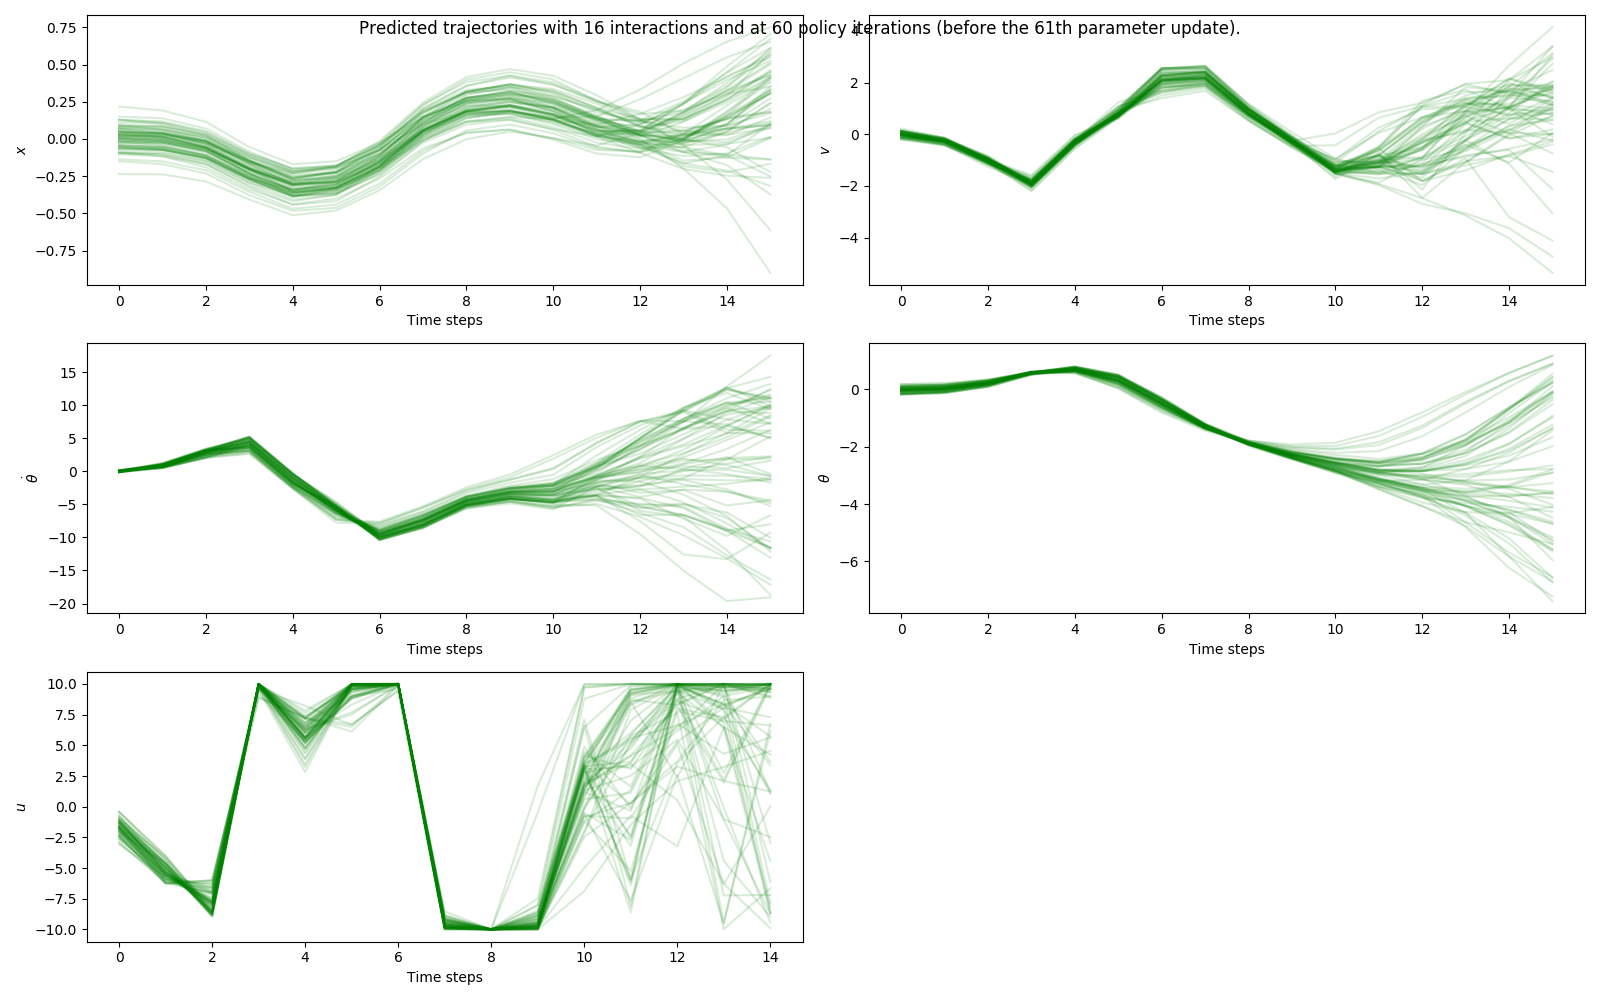 Predicted trajectories with 16 interactions and at 60 policy iterations (before the 61th parameter update).
0.75
0.50
0.25
0.00
−0.25
−0.50
−0.75
x
0 2 4 6 8 10 12 14
Time steps
4
2
0
−2
−4
v
0 2 4 6 8 10 12 14
Time steps
15
10
5
0
−5
−10
−15
−20
θ̇
0 2 4 6 8 10 12 14
Time steps
0
−2
−4
−6
θ
0 2 4 6 8 10 12 14
Time steps
10.0
7.5
5.0
2.5
0.0
−2.5
−5.0
−7.5
−10.0
u
0 2 4 6 8 10 12 14
Time steps